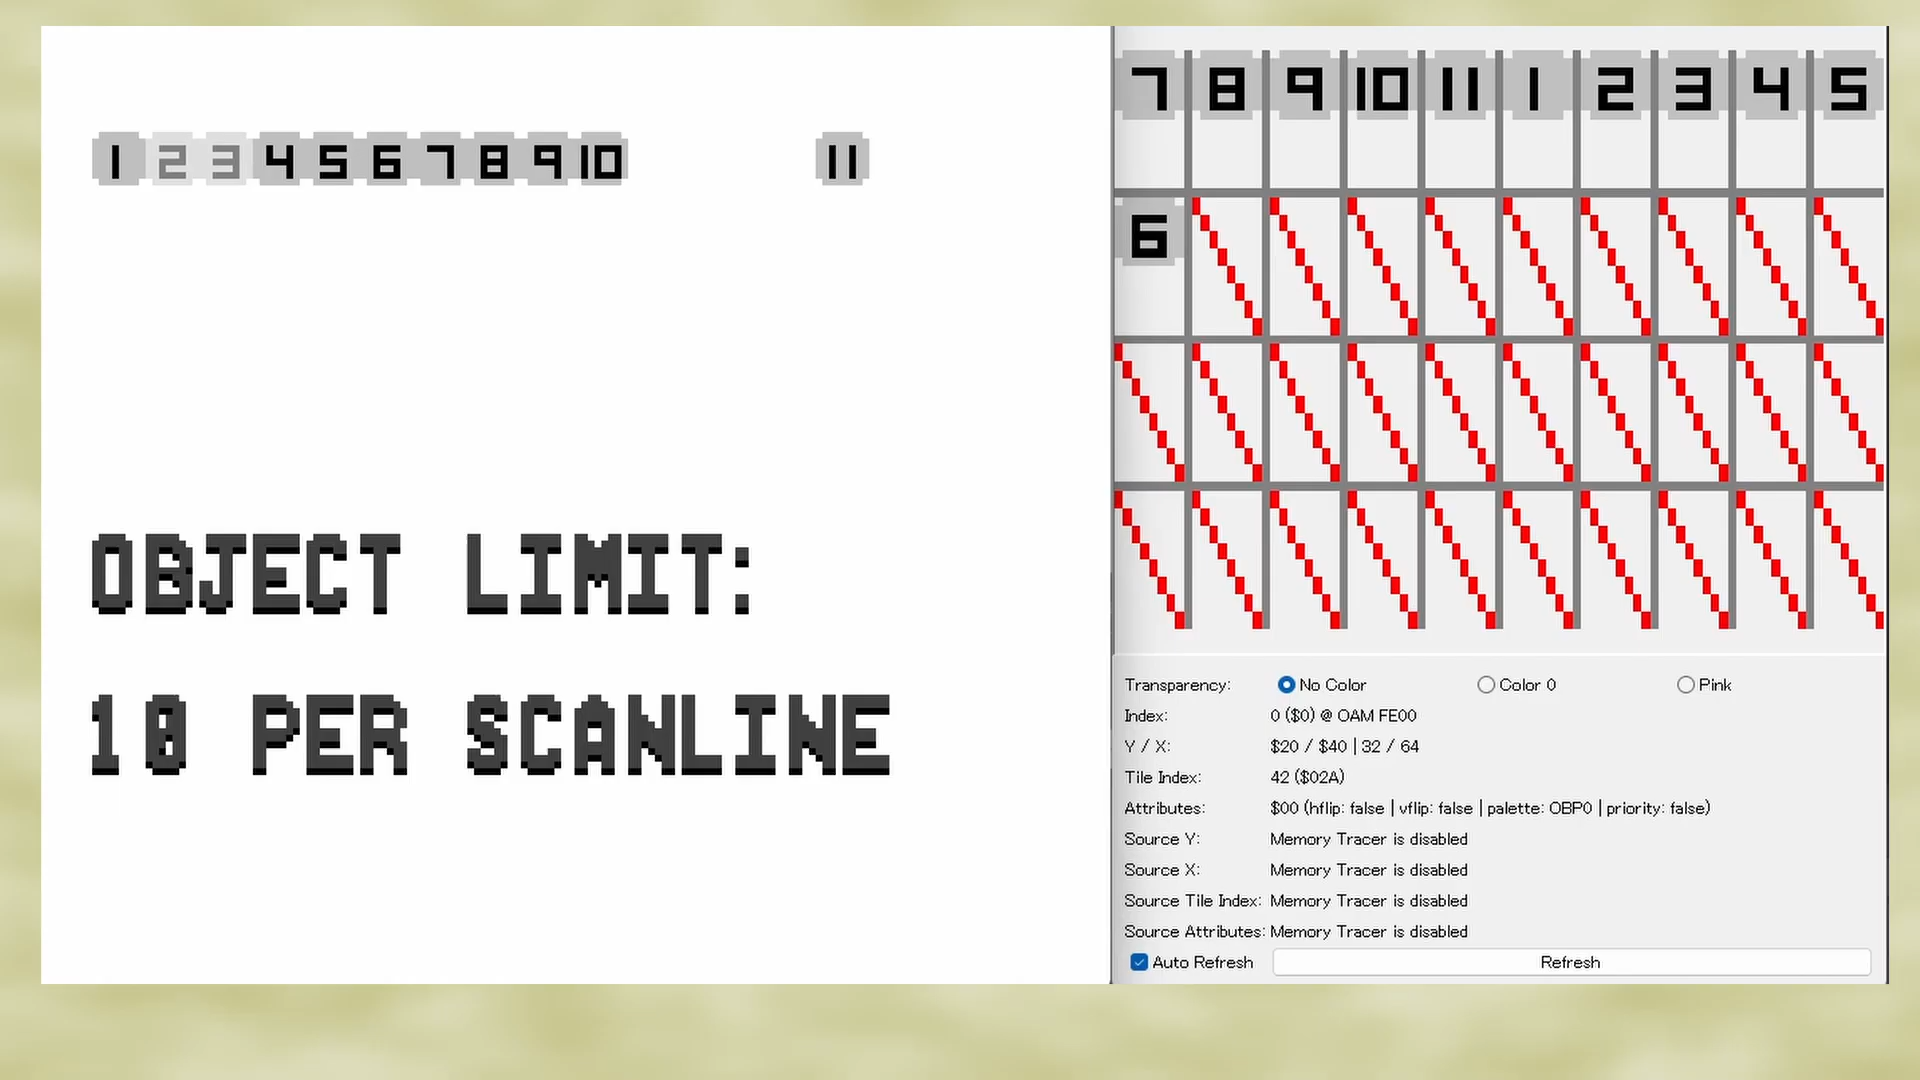 1 2 3 4 5 6 7 8 9 10 11
OBJECT LIMIT:
10 PER SCANLINE
7 8 9 10 11 1 2 3 4 5
6
Transparency: No Color Color 0 Pink
Index: 0 ($0) @ OAM FE00
Y / X: $20 / $40 | 32 / 64
Tile Index: 42 ($02A)
Attributes: $00 (hflip: false | vflip: false | palette: OBP0 | priority: false)
Source Y: Memory Tracer is disabled
Source X: Memory Tracer is disabled
Source Tile Index: Memory Tracer is disabled
Source Attributes: Memory Tracer is disabled
Auto Refresh Refresh